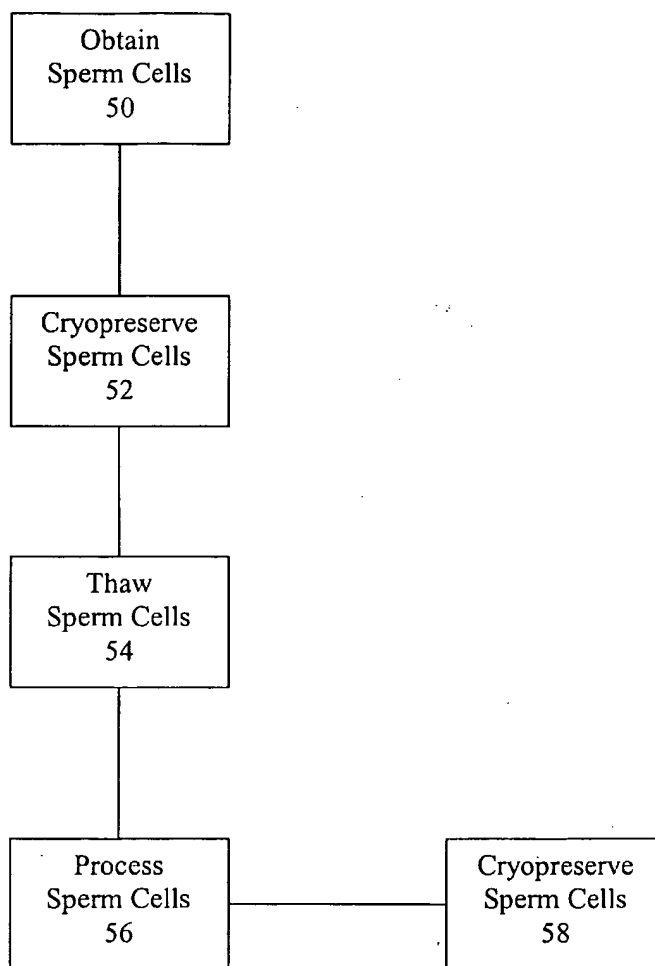 Obtain
Sperm Cells
50
Cryopreserve
Sperm Cells
52
Thaw
Sperm Cells
54
Process
Sperm Cells
56
Cryopreserve
Sperm Cells
58